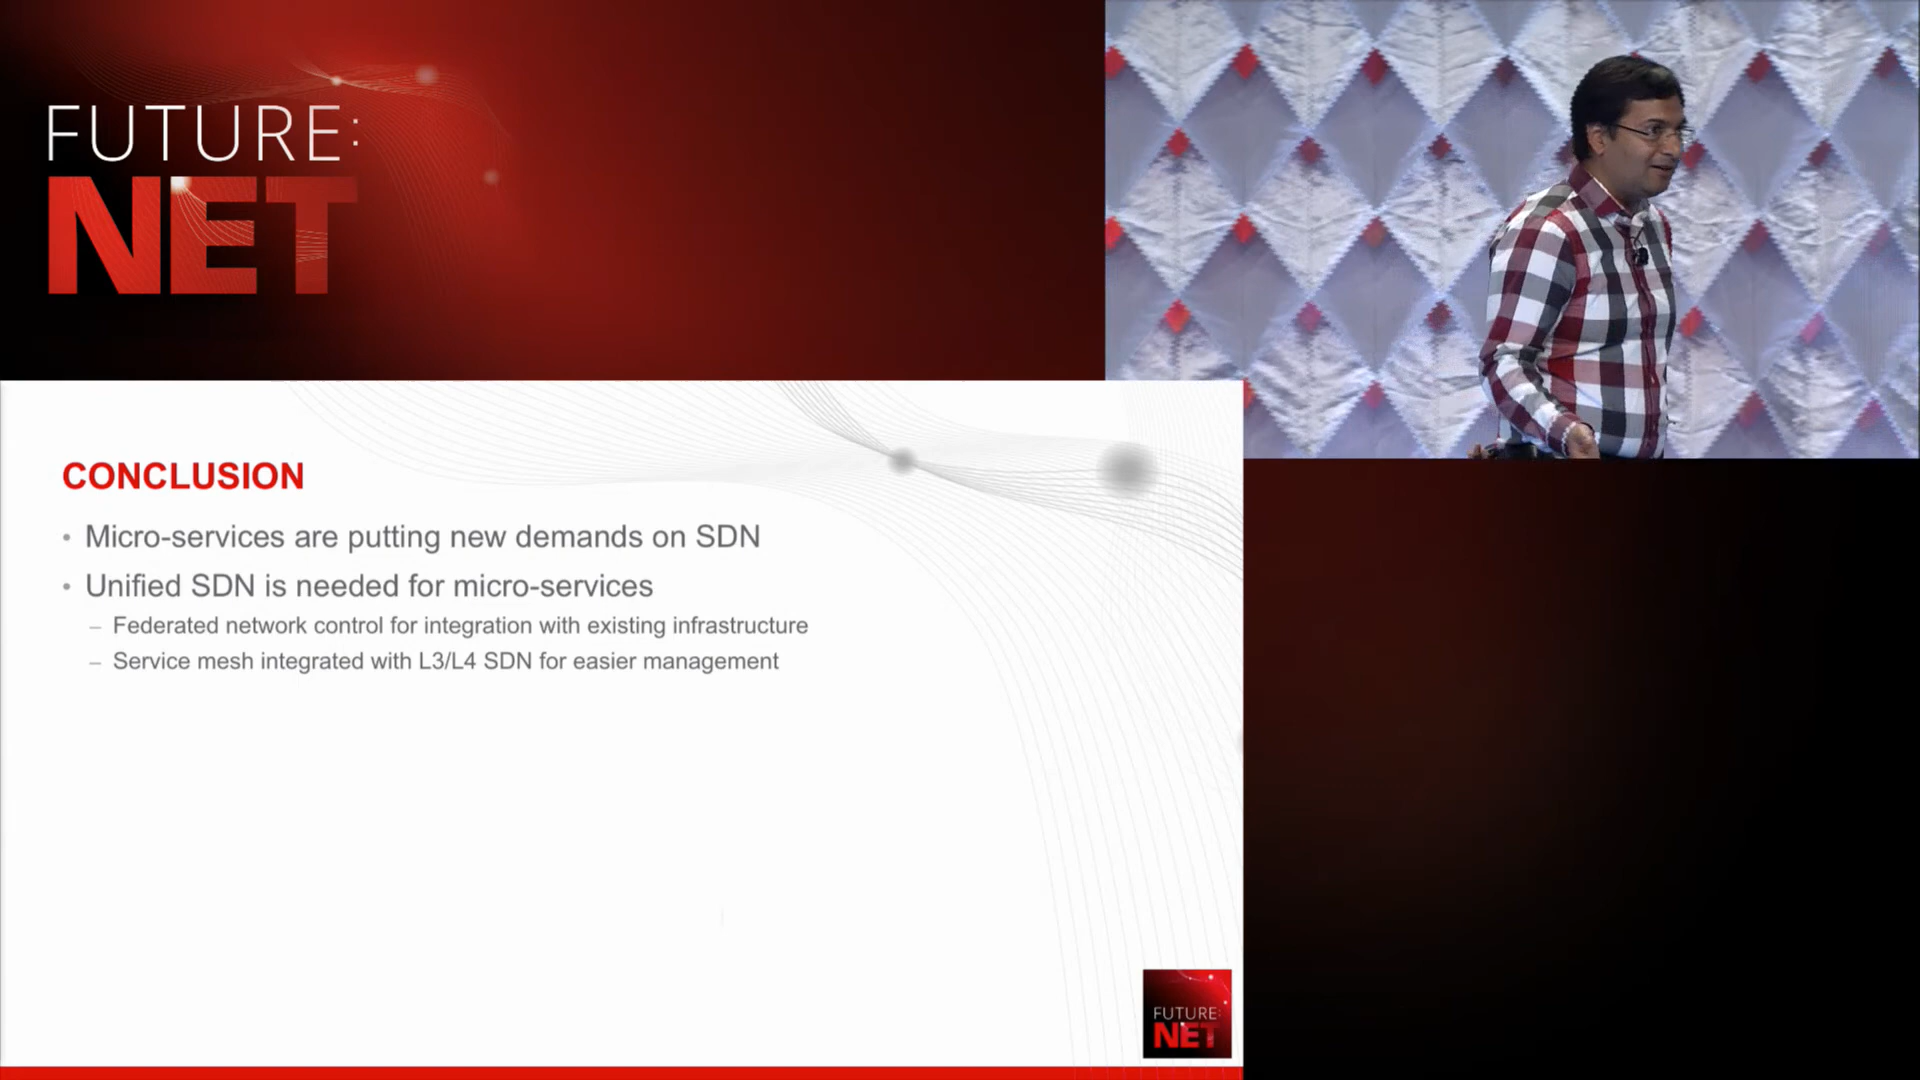 FUTURE:
NET
CONCLUSION
• Micro-services are putting new demands on SDN
• Unified SDN is needed for micro-services
– Federated network control for integration with existing infrastructure
– Service mesh integrated with L3/L4 SDN for easier management
FUTURE:
NET